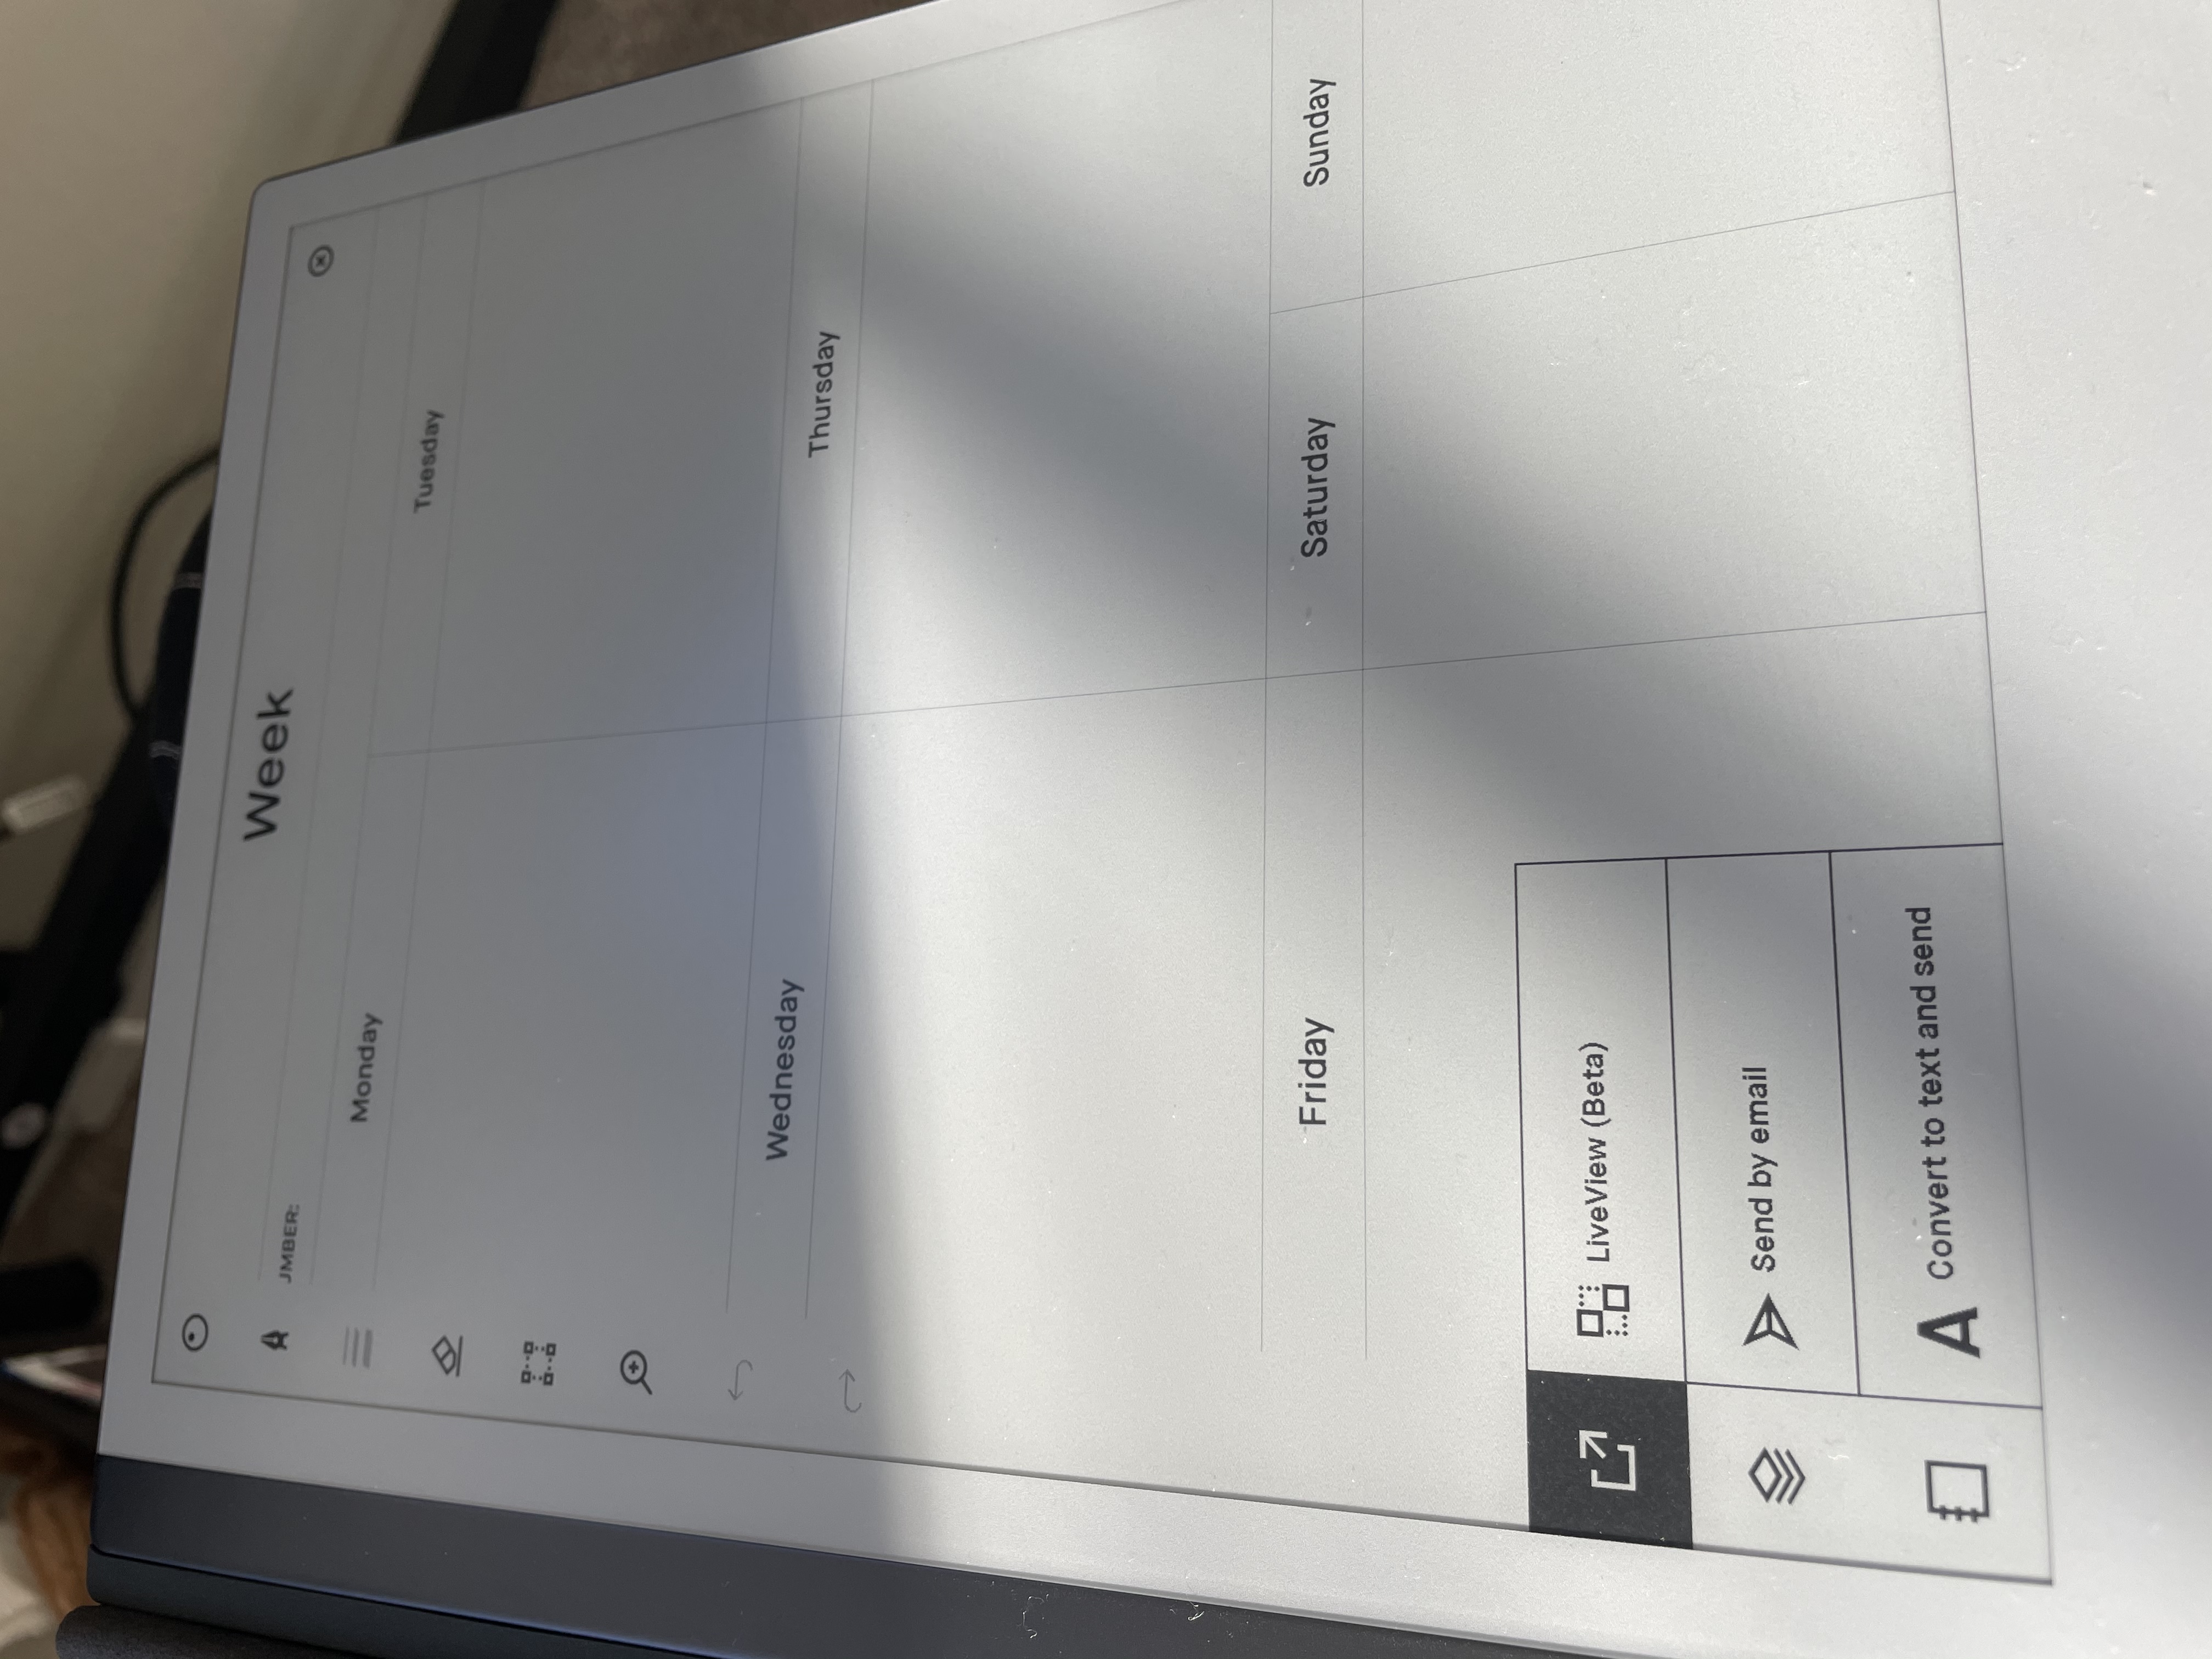 Week
JMBER:
Monday
Tuesday
Wednesday
Thursday
Friday
Saturday
Sunday
LiveView (Beta)
Send by email
A Convert to text and send